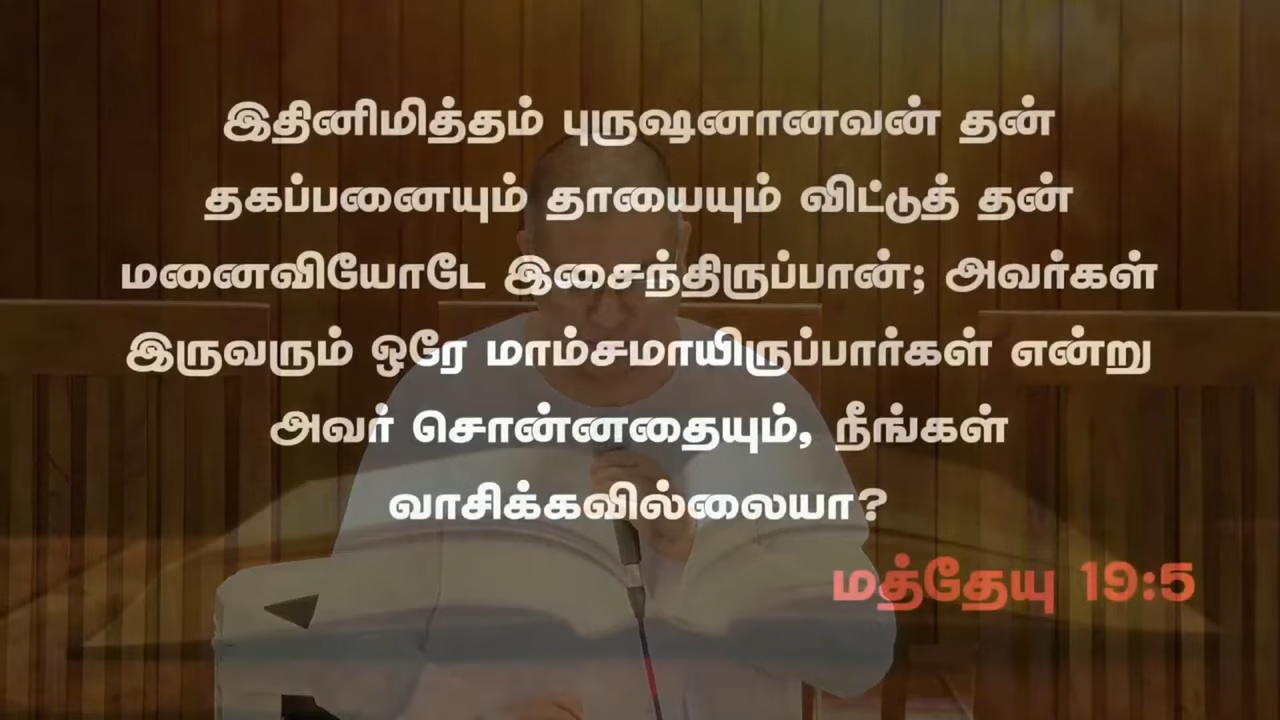 இதினிமித்தம் புருஷனானவன் தன்
தகப்பனையும் தாயையும் விட்டுத் தன்
மனைவியோடே இசைந்திருப்பான்; அவர்கள்
இருவரும் ஒரே மாம்சமாயிருப்பார்கள் என்று
அவர் சொன்னதையும், நீங்கள்
வாசிக்கவில்லையா?
மத்தேயு 19:5